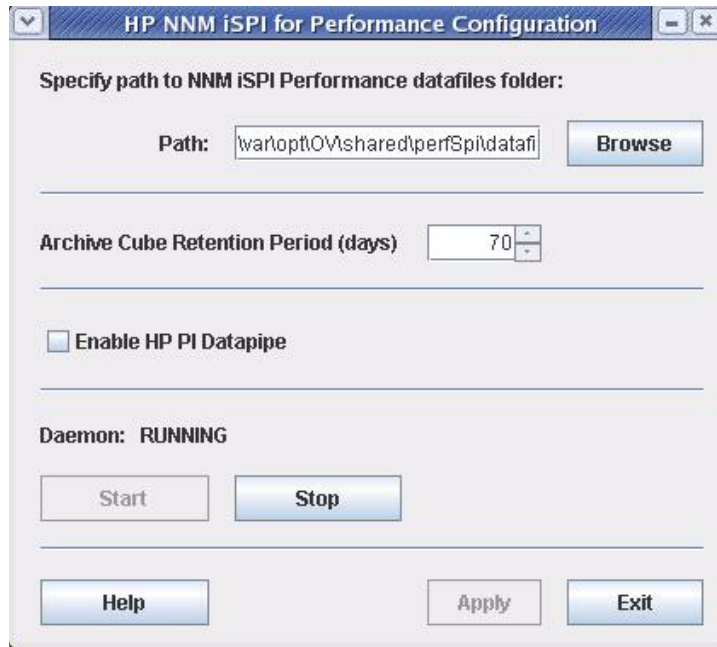 HP NNM iSPI for Performance Configuration
Specify path to NNM iSPI Performance datafiles folder:
Path: \var\opt\OV\shared\perfSpi\datafi Browse
Archive Cube Retention Period (days) 70
Enable HP PI Datapipe
Daemon: RUNNING
Start Stop
Help Apply Exit